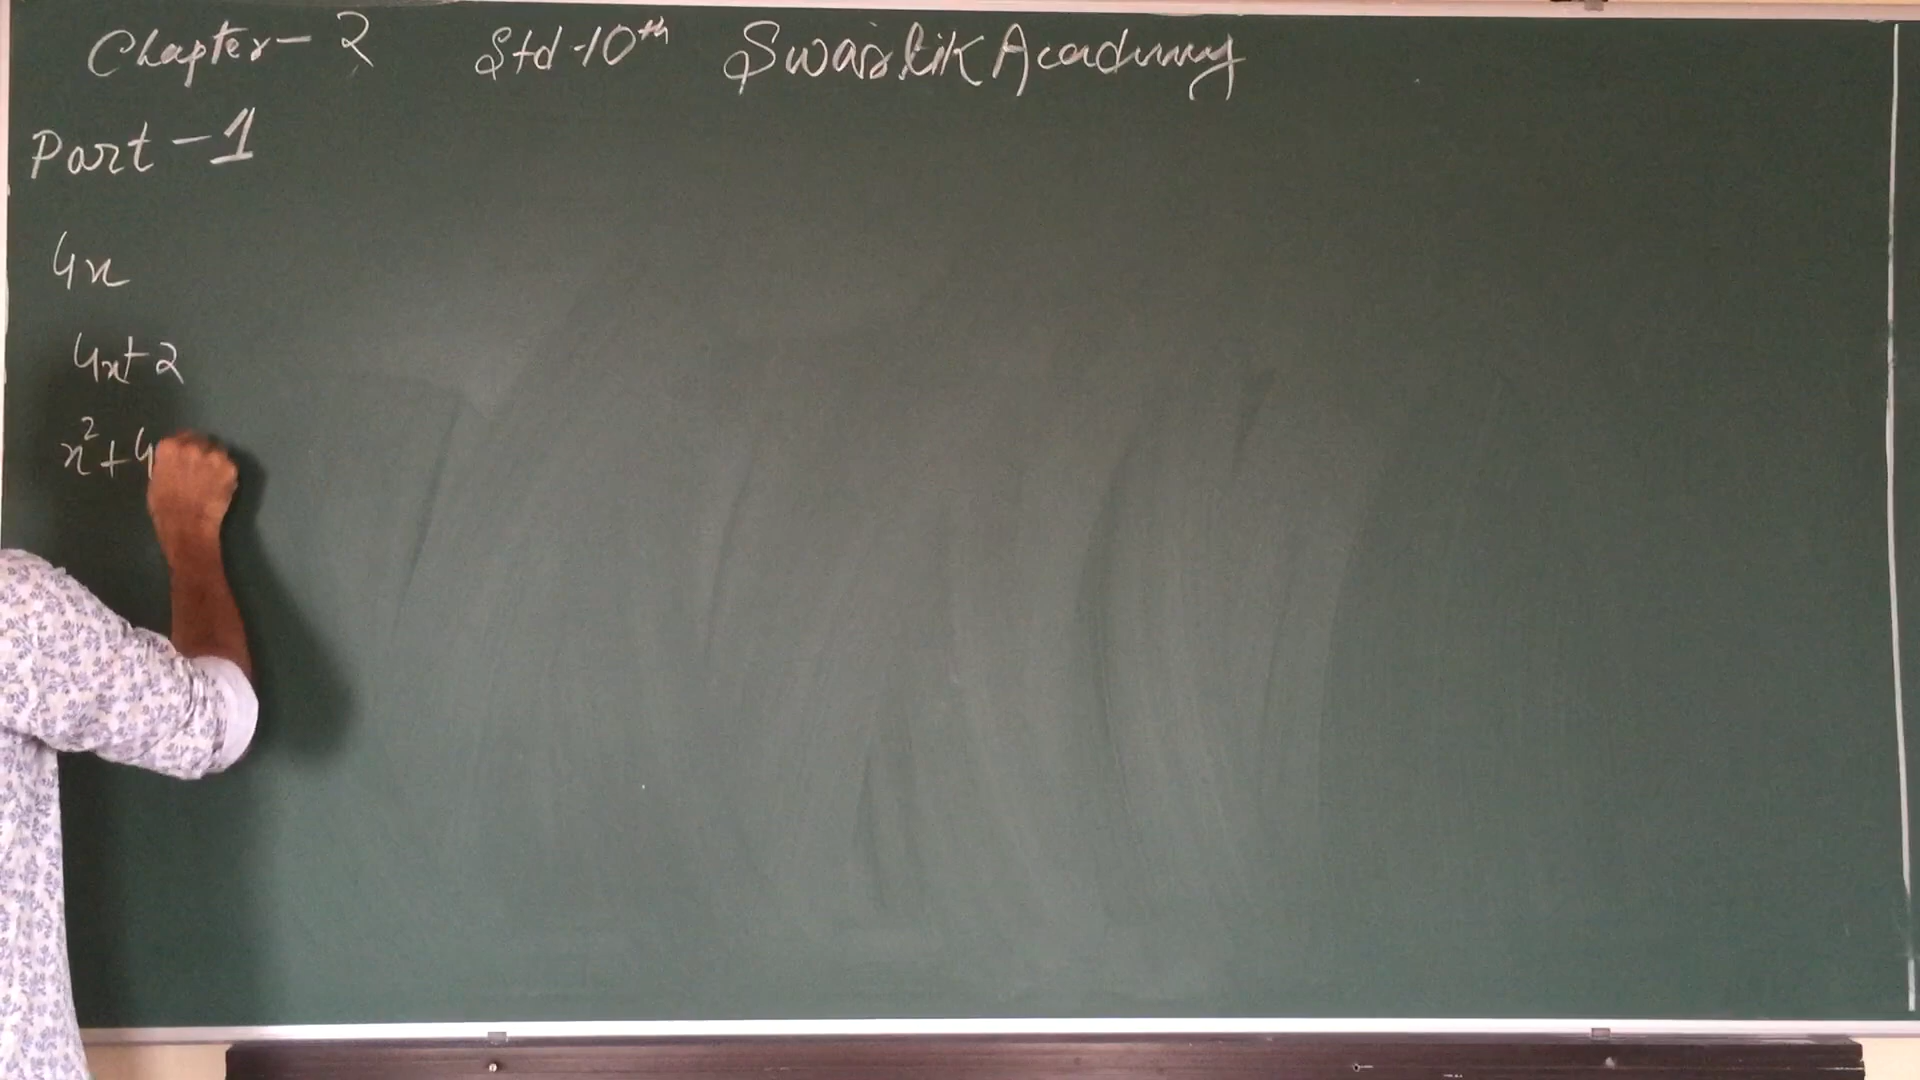 Chapter-2 Std-10th Swastik Academy
Part-1
4x
4x+2
x²+4